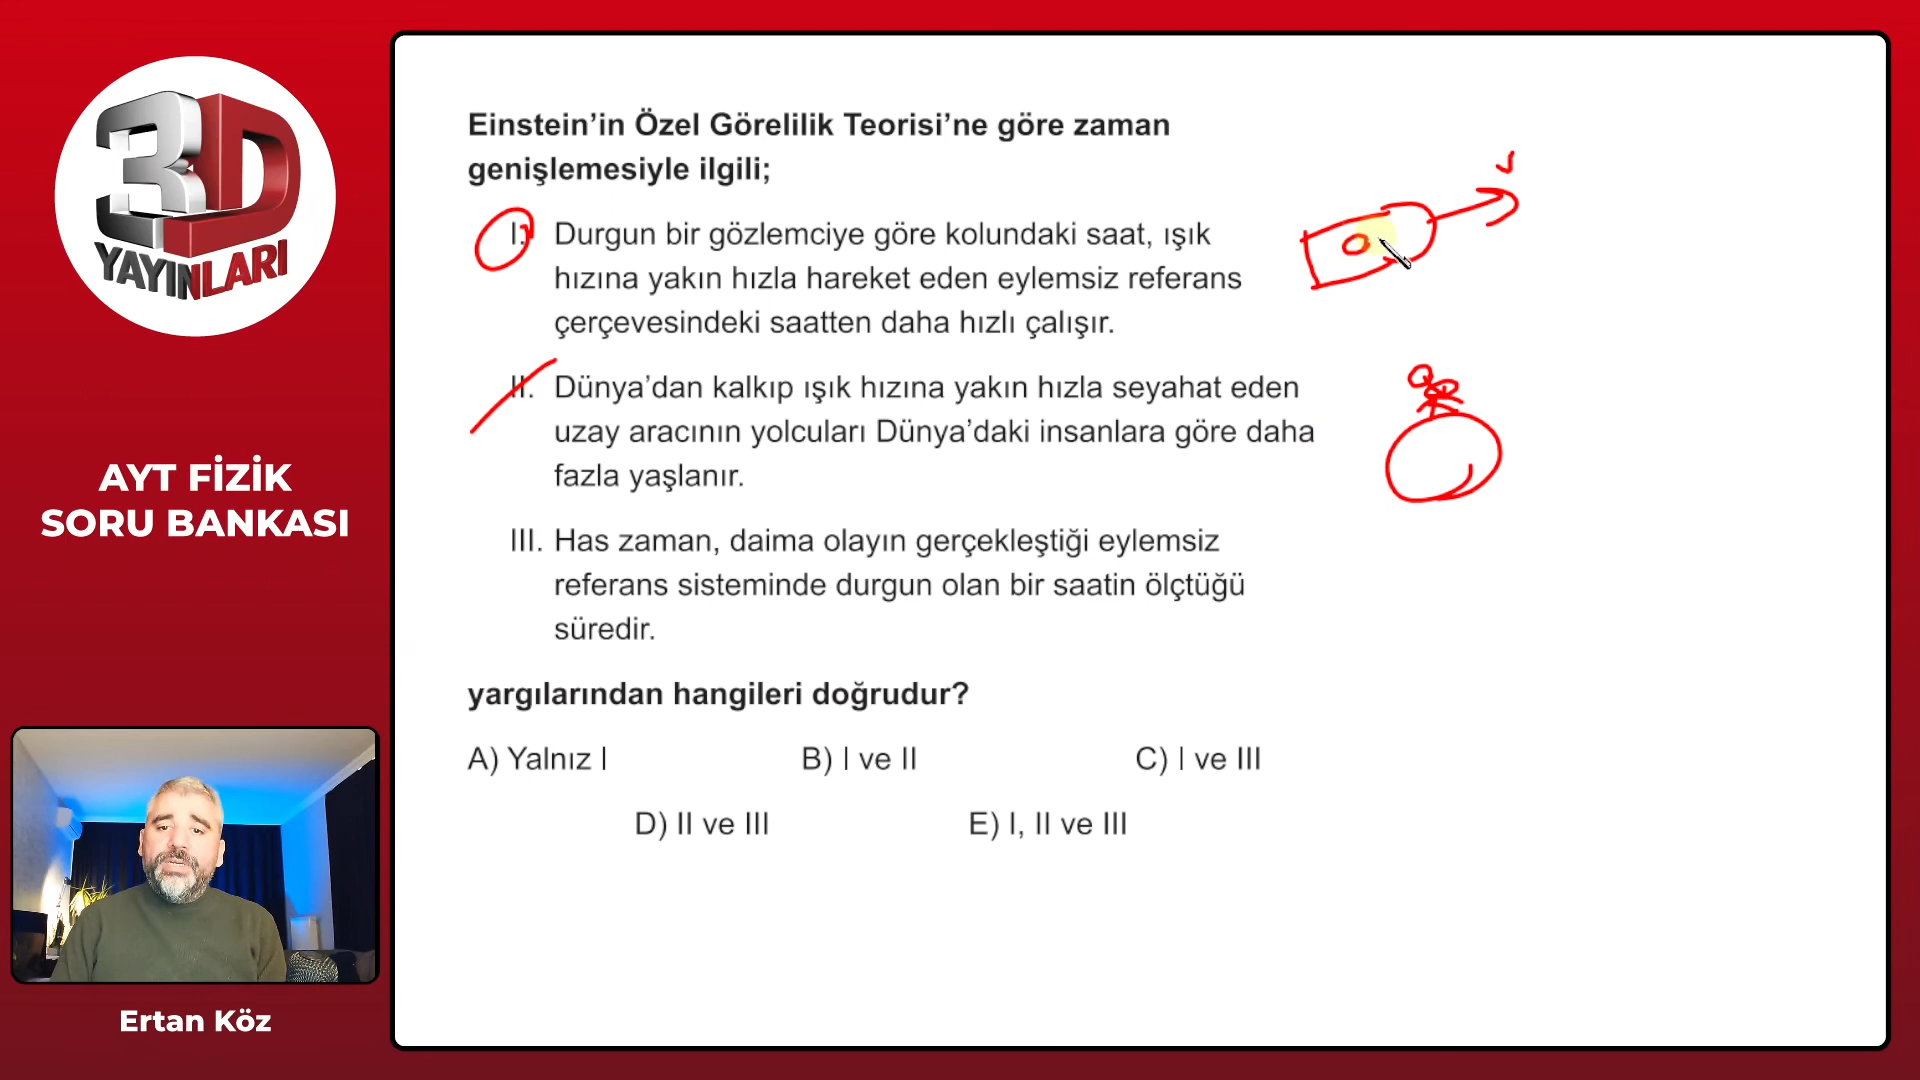 3D
YAYINLARI
AYT FİZİK
SORU BANKASI
Ertan Köz
Einstein’in Özel Görelilik Teorisi’ne göre zaman
genişlemesiyle ilgili;
I. Durgun bir gözlemciye göre kolundaki saat, ışık
hızına yakın hızla hareket eden eylemsiz referans
çerçevesindeki saatten daha hızlı çalışır.
II. Dünya’dan kalkıp ışık hızına yakın hızla seyahat eden
uzay aracının yolcuları Dünya’daki insanlara göre daha
fazla yaşlanır.
III. Has zaman, daima olayın gerçekleştiği eylemsiz
referans sisteminde durgun olan bir saatin ölçtüğü
süredir.
yargılarından hangileri doğrudur?
A) Yalnız I B) I ve II C) I ve III
D) II ve III E) I, II ve III
v